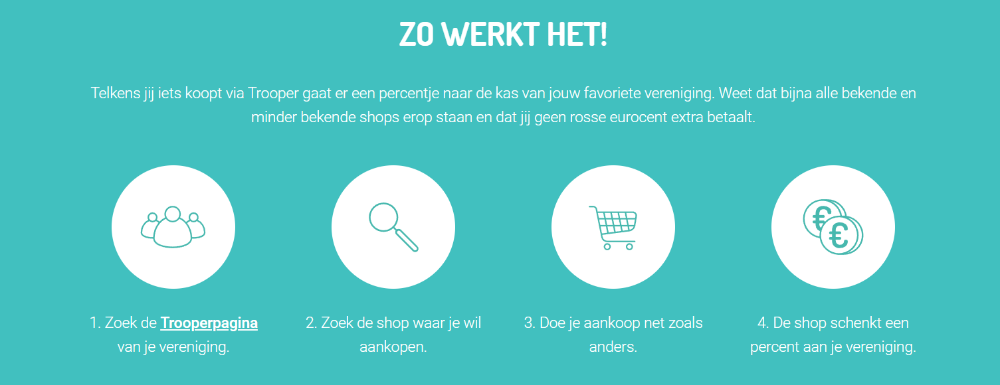 ZO WERKT HET!
Telkens jij iets koopt via Trooper gaat er een percentje naar de kas van jouw favoriete vereniging. Weet dat bijna alle bekende en
minder bekende shops erop staan en dat jij geen rosse eurocent extra betaalt.
€
€
1. Zoek de Trooperpagina
van je vereniging.
2. Zoek de shop waar je wil
aankopen.
3. Doe je aankoop net zoals
anders.
4. De shop schenkt een
percent aan je vereniging.